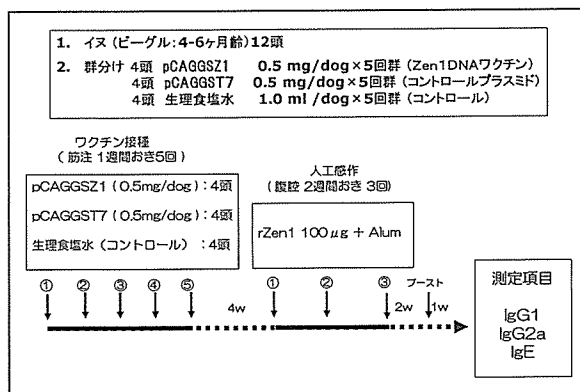 1. イヌ (ビーグル:4-6ヶ月齢)12頭
2. 群分け 4頭 pCAGGSZ1 0.5 mg/dog×5回群 (Zen1DNAワクチン)
4頭 pCAGGST7 0.5 mg/dog×5回群 (コントロールプラスミド)
4頭 生理食塩水 1.0 ml /dog×5回群 (コントロール)
ワクチン接種
( 筋注 1週間おき5回 )
pCAGGSZ1 ( 0.5mg/dog ) : 4頭
pCAGGST7 ( 0.5mg/dog ) : 4頭
生理食塩水 (コントロール) : 4頭
人工感作
(腹腔 2週間おき 3回)
rZen1 100μg + Alum
① ② ③ ④ ⑤ ① ② ③ ブースト
4w 2w 1w
測定項目
IgG1
IgG2a
IgE